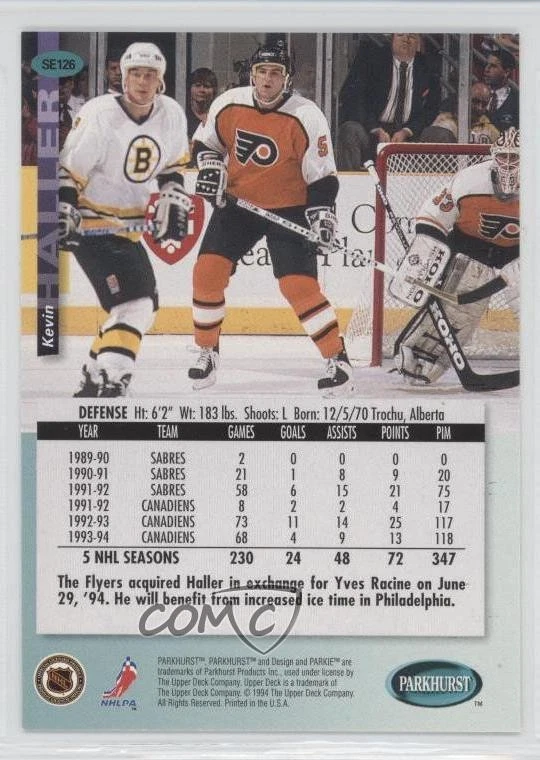 SE126
Kevin HALLER
B
5
KOHO
KOHO
DEFENSE Ht: 6'2" Wt: 183 lbs. Shoots: L Born: 12/5/70 Trochu, Alberta
YEAR TEAM GAMES GOALS ASSISTS POINTS PIM
1989-90 SABRES 2 0 0 0 0
1990-91 SABRES 21 1 8 9 20
1991-92 SABRES 58 6 15 21 75
1991-92 CANADIENS 8 2 2 4 17
1992-93 CANADIENS 73 11 14 25 117
1993-94 CANADIENS 68 4 9 13 118
5 NHL SEASONS 230 24 48 72 347
The Flyers acquired Haller in exchange for Yves Racine on June
29, '94. He will benefit from increased ice time in Philadelphia.
COMC
PARKHURST™, PARKHURST™ and Design and PARKIE™ are
trademarks of Parkhurst Products Inc., used under license by
The Upper Deck Company. Upper Deck is a trademark of
The Upper Deck Company. © 1994 The Upper Deck Company.
All Rights Reserved. Printed in the U.S.A.
NHL
NHLPA
™
PARKHURST
™